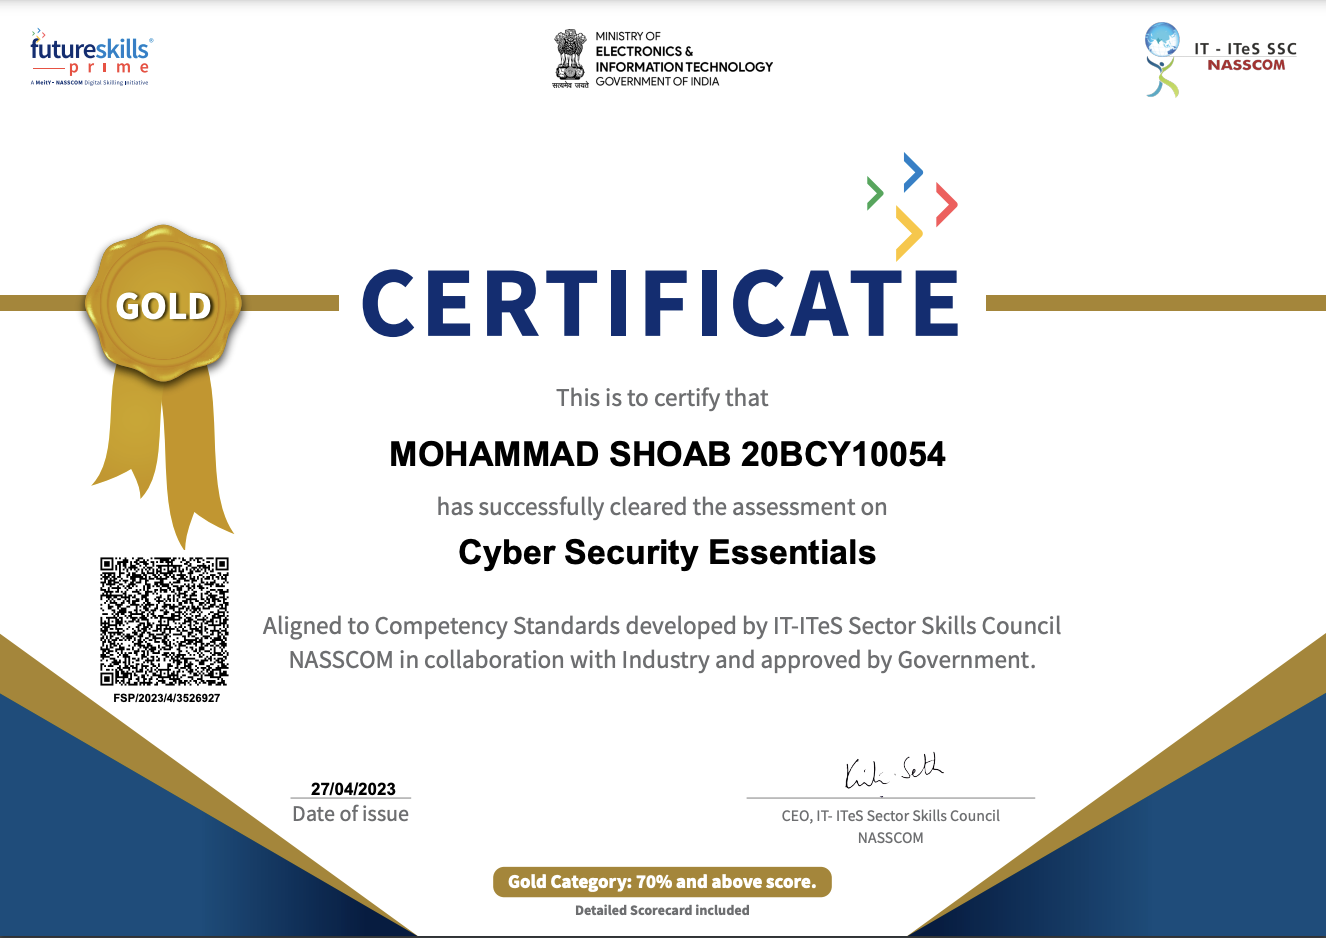 futureskills
prime
A MeitY - NASSCOM Digital Skilling Initiative
सत्यमेव जयते
MINISTRY OF
ELECTRONICS &
INFORMATION TECHNOLOGY
GOVERNMENT OF INDIA
IT - ITeS SSC
NASSCOM
GOLD
CERTIFICATE
This is to certify that
MOHAMMAD SHOAB 20BCY10054
has successfully cleared the assessment on
Cyber Security Essentials
Aligned to Competency Standards developed by IT-ITeS Sector Skills Council
NASSCOM in collaboration with Industry and approved by Government.
FSP/2023/4/3526927
27/04/2023
Date of issue
CEO, IT- ITeS Sector Skills Council
NASSCOM
Gold Category: 70% and above score.
Detailed Scorecard included